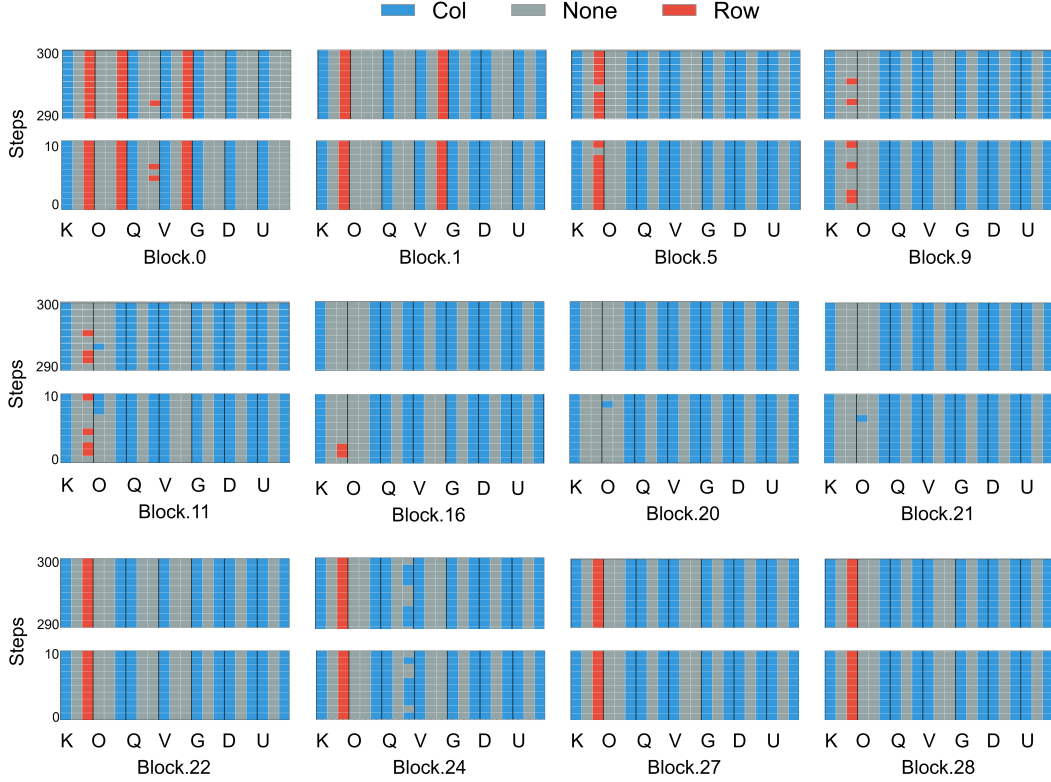 Col None Row
Steps
300
290
10
0
K O Q V G D U
Block.0
K O Q V G D U
Block.1
K O Q V G D U
Block.5
K O Q V G D U
Block.9
Steps
300
290
10
0
K O Q V G D U
Block.11
K O Q V G D U
Block.16
K O Q V G D U
Block.20
K O Q V G D U
Block.21
Steps
300
290
10
0
K O Q V G D U
Block.22
K O Q V G D U
Block.24
K O Q V G D U
Block.27
K O Q V G D U
Block.28